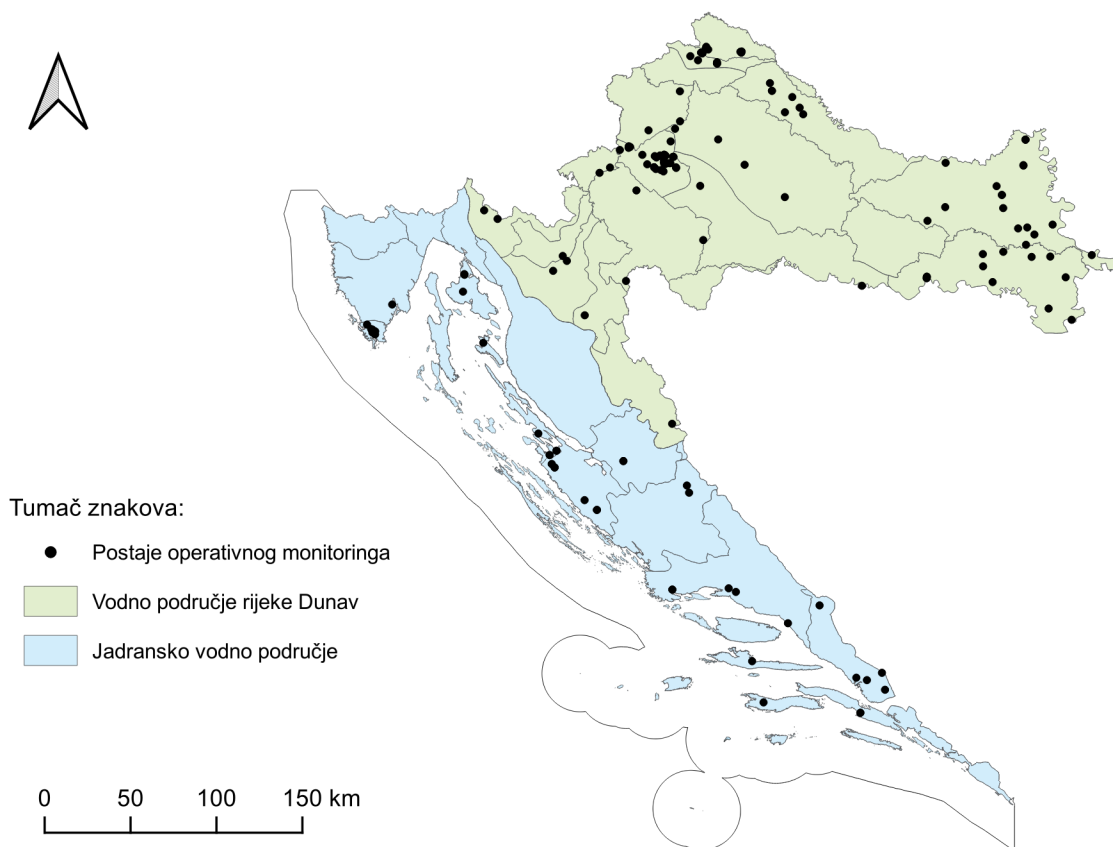 Tumač znakova:
Postaje operativnog monitoringa
Vodno područje rijeke Dunav
Jadransko vodno područje
0 50 100 150 km